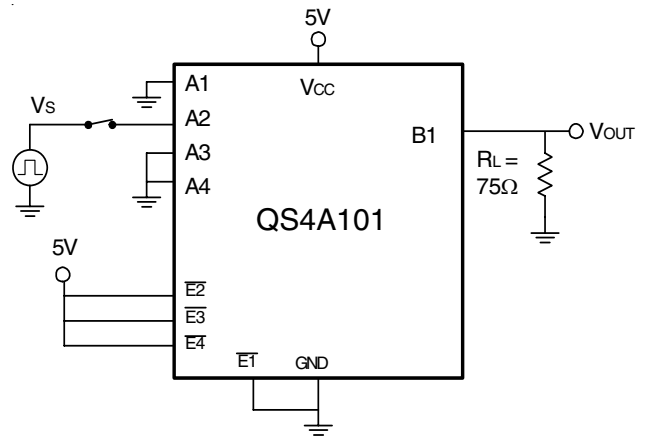 5V
VCC
VS
A1
A2
A3
A4
B1
VOUT
RL =
75Ω
QS4A101
5V
E2
E3
E4
E1 GND